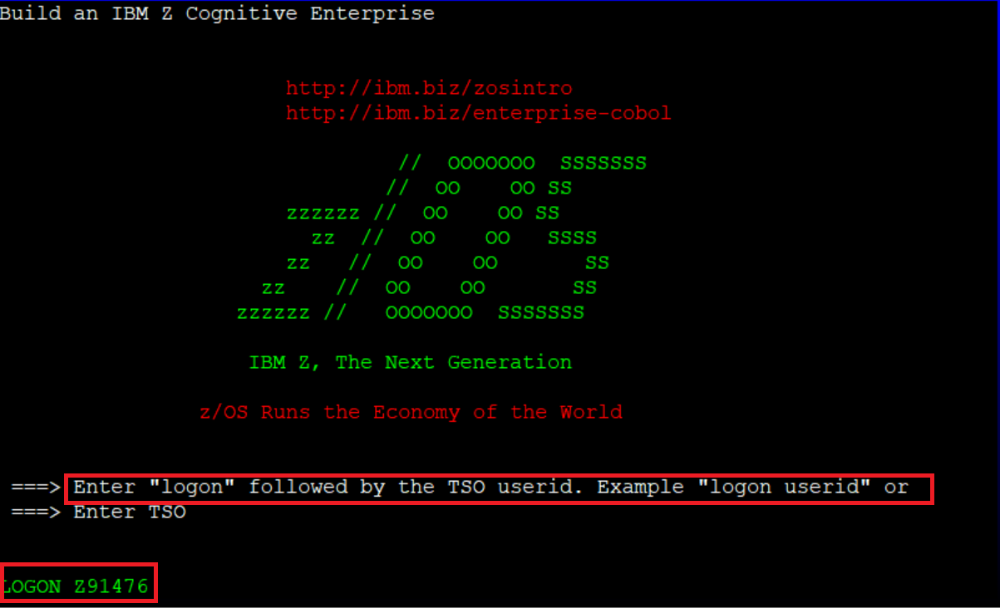 Build an IBM Z Cognitive Enterprise
http://ibm.biz/zosintro
http://ibm.biz/enterprise-cobol
// OOOOOOO SSSSSSS
// OO OO SS
zzzzzz // OO OO SS
zz // OO OO SSSS
zz // OO OO SS
zz // OO OO SS
zzzzzz // OOOOOOO SSSSSSS
IBM Z, The Next Generation
z/OS Runs the Economy of the World
===> Enter "logon" followed by the TSO userid. Example "logon userid" or
===> Enter TSO
LOGON Z91476